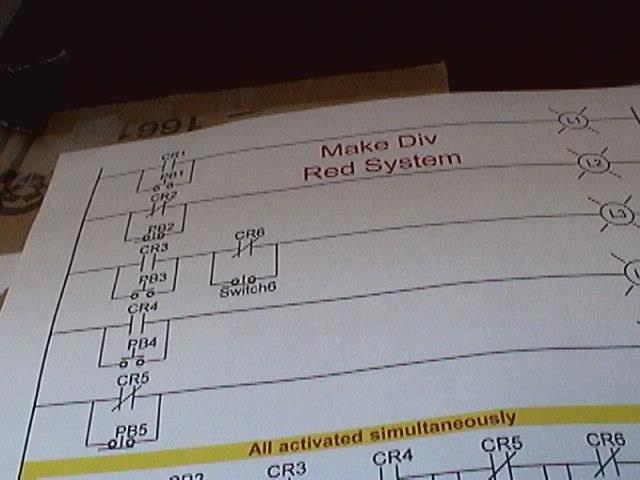 1661
Make Div
Red System
CR1
PB1
L1
CR2
PB2
L2
CR3
PB3
CR6
Switch6
L3
CR4
PB4
CR5
PB5
All activated simultaneously
CR3
CR4
CR5
CR6